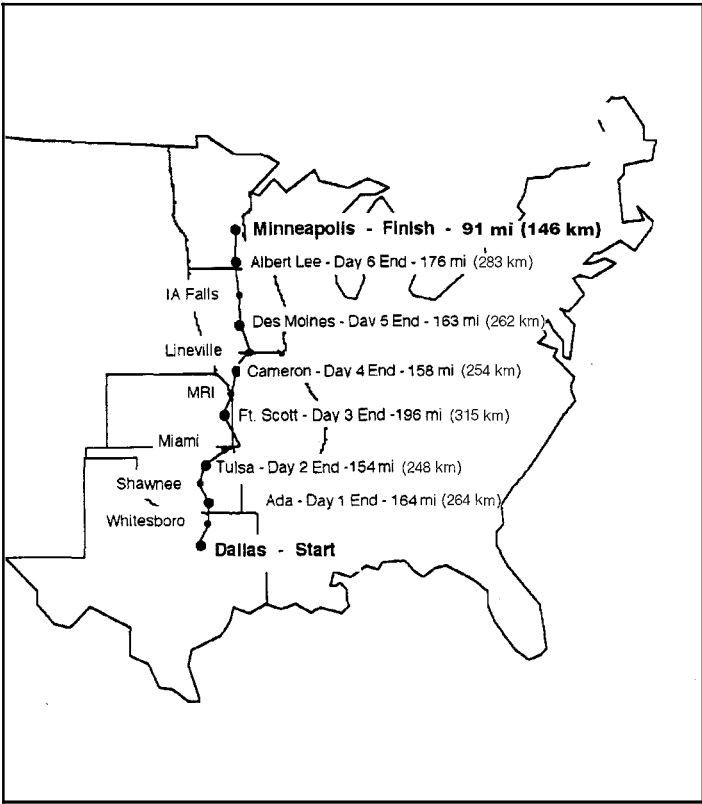 Minneapolis - Finish - 91 mi (146 km)
Albert Lee - Day 6 End - 176 mi (283 km)
IA Falls
Des Moines - Dav 5 End - 163 mi (262 km)
Lineville
Cameron - Day 4 End - 158 mi (254 km)
MRI
Ft. Scott - Day 3 End -196 mi (315 km)
Miami
Tulsa - Day 2 End -154 mi (248 km)
Shawnee
Ada - Day 1 End - 164 mi (264 km)
Whitesboro
Dallas - Start